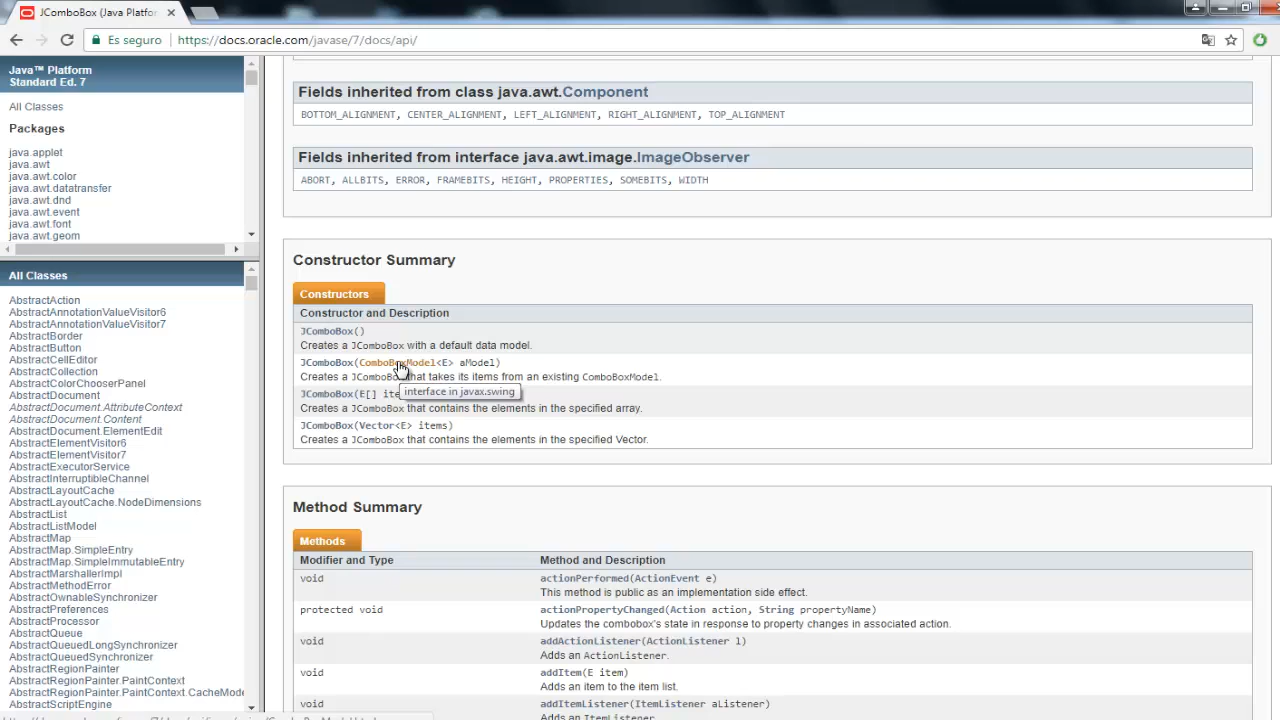 JComboBox (Java Platfor
Es seguro
https://docs.oracle.com/javase/7/docs/api/
Java™ Platform
Standard Ed. 7
All Classes
Packages
java.applet
java.awt
java.awt.color
java.awt.datatransfer
java.awt.dnd
java.awt.event
java.awt.font
java.awt.geom
All Classes
AbstractAction
AbstractAnnotationValueVisitor6
AbstractAnnotationValueVisitor7
AbstractBorder
AbstractButton
AbstractCellEditor
AbstractCollection
AbstractColorChooserPanel
AbstractDocument
AbstractDocument.AttributeContext
AbstractDocument.Content
AbstractDocument.ElementEdit
AbstractElementVisitor6
AbstractElementVisitor7
AbstractExecutorService
AbstractInterruptibleChannel
AbstractLayoutCache
AbstractLayoutCache.NodeDimensions
AbstractList
AbstractListModel
AbstractMap
AbstractMap.SimpleEntry
AbstractMap.SimpleImmutableEntry
AbstractMarshallerImpl
AbstractMethodError
AbstractOwnableSynchronizer
AbstractPreferences
AbstractProcessor
AbstractQueue
AbstractQueuedLongSynchronizer
AbstractQueuedSynchronizer
AbstractRegionPainter
AbstractRegionPainter.PaintContext
AbstractRegionPainter.PaintContext.CacheMode
AbstractScriptEngine
Fields inherited from class java.awt.Component
BOTTOM_ALIGNMENT, CENTER_ALIGNMENT, LEFT_ALIGNMENT, RIGHT_ALIGNMENT, TOP_ALIGNMENT
Fields inherited from interface java.awt.image.ImageObserver
ABORT, ALLBITS, ERROR, FRAMEBITS, HEIGHT, PROPERTIES, SOMEBITS, WIDTH
Constructor Summary
Constructors
Constructor and Description
JComboBox()
Creates a JComboBox with a default data model.
JComboBox(ComboBoxModel<E> aModel)
Creates a JComboBox that takes its items from an existing ComboBoxModel.
interface in javax.swing
JComboBox(E[] ite
Creates a JComboBox that contains the elements in the specified array.
JComboBox(Vector<E> items)
Creates a JComboBox that contains the elements in the specified Vector.
Method Summary
Methods
Modifier and Type Method and Description
void actionPerformed(ActionEvent e)
This method is public as an implementation side effect.
protected void actionPropertyChanged(Action action, String propertyName)
Updates the combobox's state in response to property changes in associated action.
void addActionListener(ActionListener l)
Adds an ActionListener.
void addItem(E item)
Adds an item to the item list.
void addItemListener(ItemListener aListener)
Adds an ItemListener.